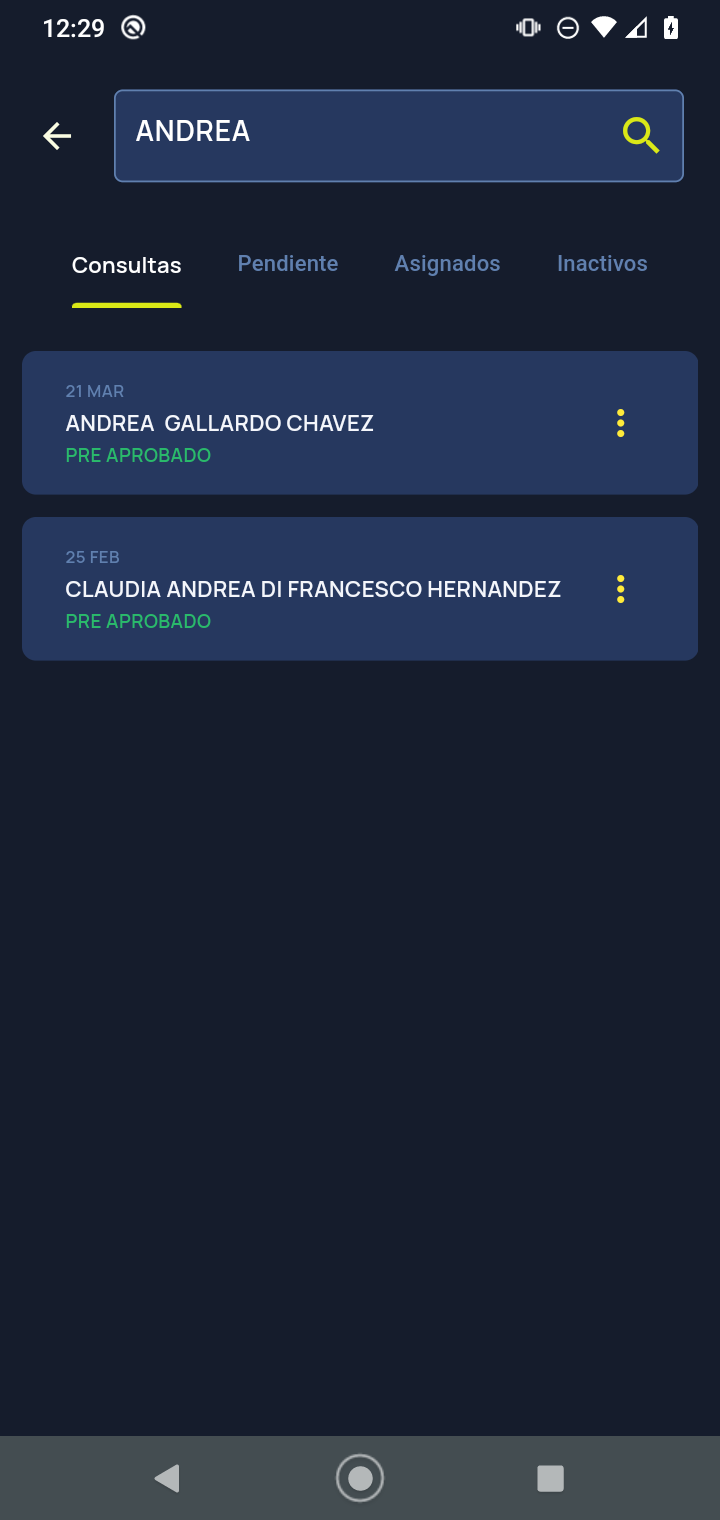 12:29
ANDREA
Consultas Pendiente Asignados Inactivos
21 MAR
ANDREA  GALLARDO CHAVEZ
PRE APROBADO
25 FEB
CLAUDIA ANDREA DI FRANCESCO HERNANDEZ
PRE APROBADO